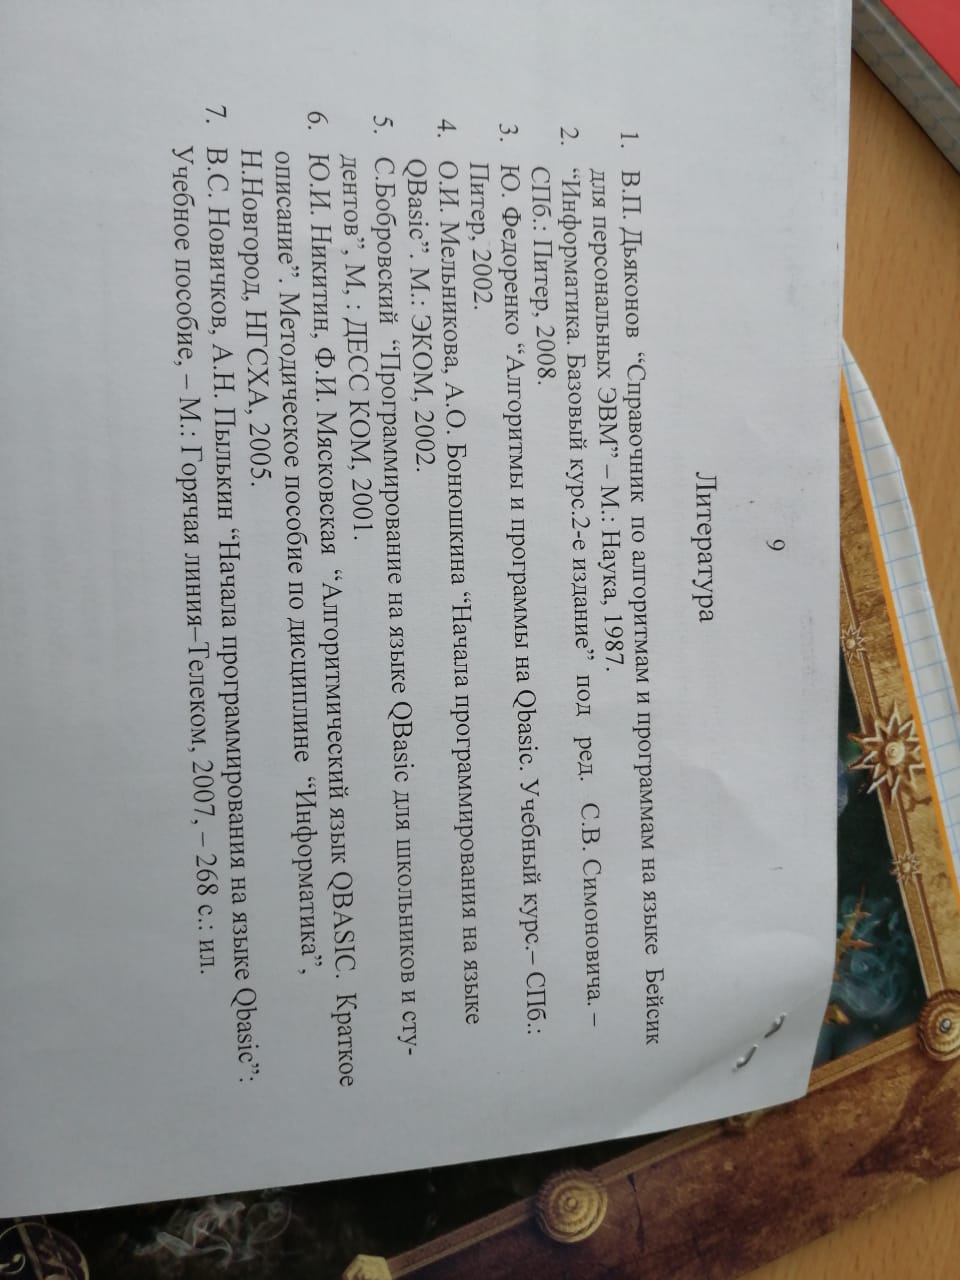 9
Литература
1. В.П. Дьяконов “Справочник по алгоритмам и программам на языке Бейсик
для персональных ЭВМ” – М.: Наука, 1987.
2. “Информатика. Базовый курс.2-е издание” под ред. С.В. Симоновича. –
СПб.: Питер, 2008.
3. Ю. Федоренко “Алгоритмы и программы на Qbasic. Учебный курс.– СПб.:
Питер, 2002.
4. О.И. Мельникова, А.О. Бонюшкина “Начала программирования на языке
QBasic”. М.: ЭКОМ, 2002.
5. С.Бобровский “Программирование на языке QBasic для школьников и сту-
дентов”, М, : ДЕСС КОМ, 2001.
6. Ю.И. Никитин, Ф.И. Мясковская “Алгоритмический язык QBASIC. Краткое
описание”. Методическое пособие по дисциплине “Информатика”,
Н.Новгород, НГСХА, 2005.
7. В.С. Новичков, А.Н. Пылькин “Начала программирования на языке Qbasic”:
Учебное пособие, – М.: Горячая линия–Телеком, 2007, – 268 с.: ил.